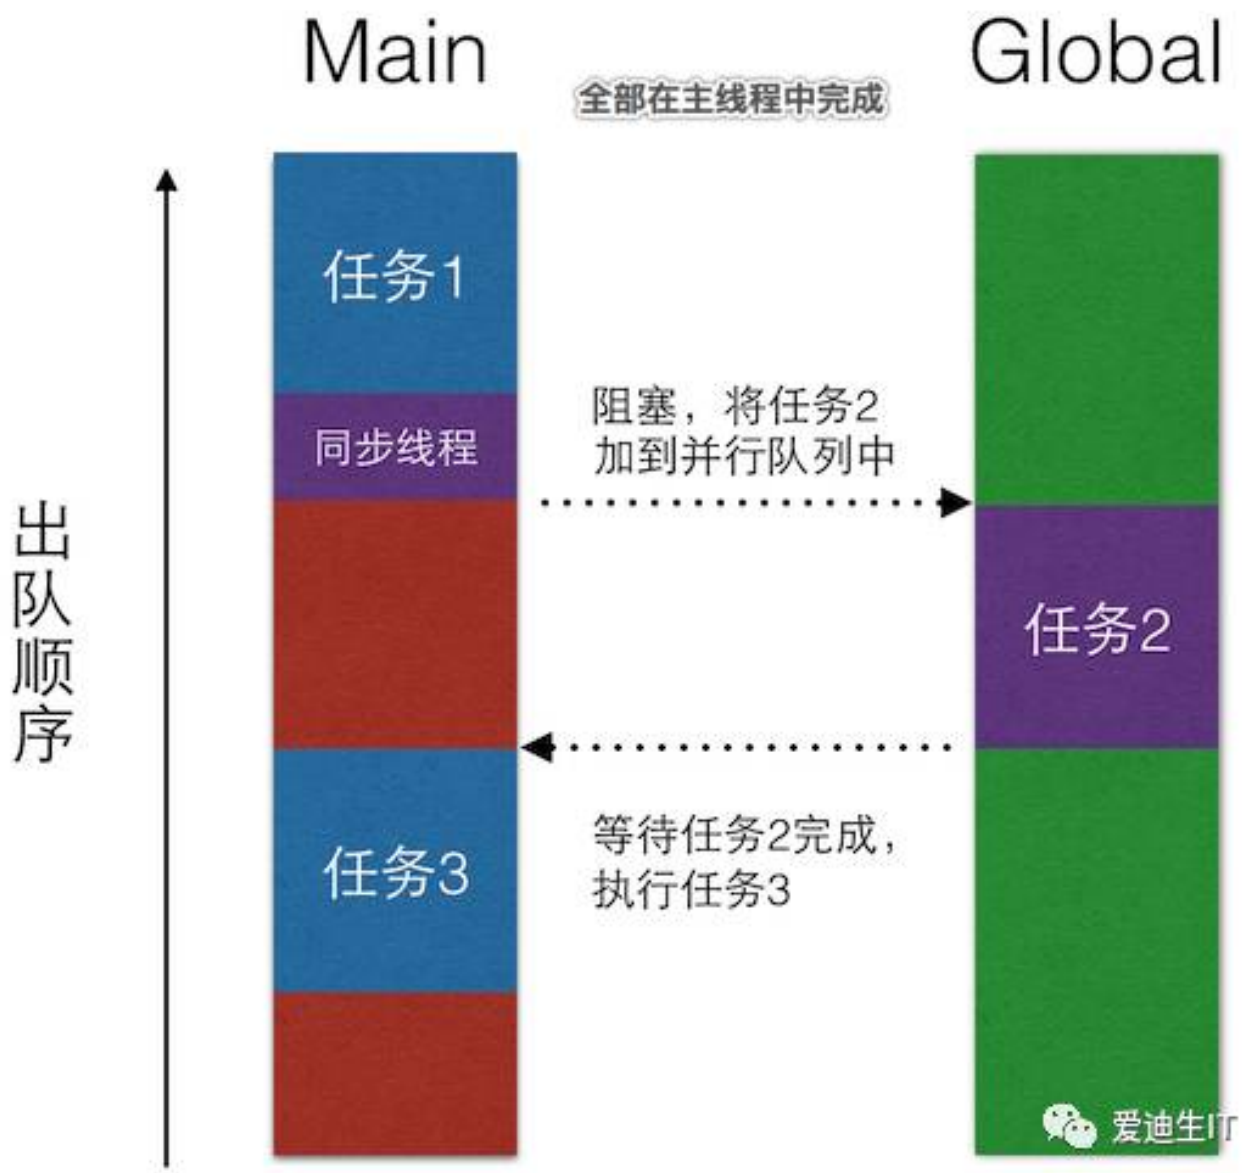 Main
Global
全部在主线程中完成
任务1
阻塞，将任务2
加到并行队列中
同步线程
出队顺序
任务2
等待任务2完成，
执行任务3
任务3
爱迪生IT